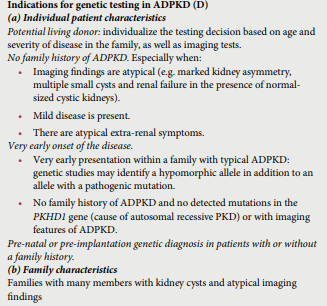 Indications for genetic testing in ADPKD (D)
(a) Individual patient characteristics
Potential living donor: individualize the testing decision based on age and
severity of disease in the family, as well as imaging tests.
No family history of ADPKD. Especially when:
• Imaging findings are atypical (e.g. marked kidney asymmetry,
multiple small cysts and renal failure in the presence of normal-
sized cystic kidneys).
• Mild disease is present.
• There are atypical extra-renal symptoms.
Very early onset of the disease.
• Very early presentation within a family with typical ADPKD:
genetic studies may identify a hypomorphic allele in addition to an
allele with a pathogenic mutation.
• No family history of ADPKD and no detected mutations in the
PKHD1 gene (cause of autosomal recessive PKD) or with imaging
features of ADPKD.
Pre-natal or pre-implantation genetic diagnosis in patients with or without
a family history.
(b) Family characteristics
Families with many members with kidney cysts and atypical imaging
findings